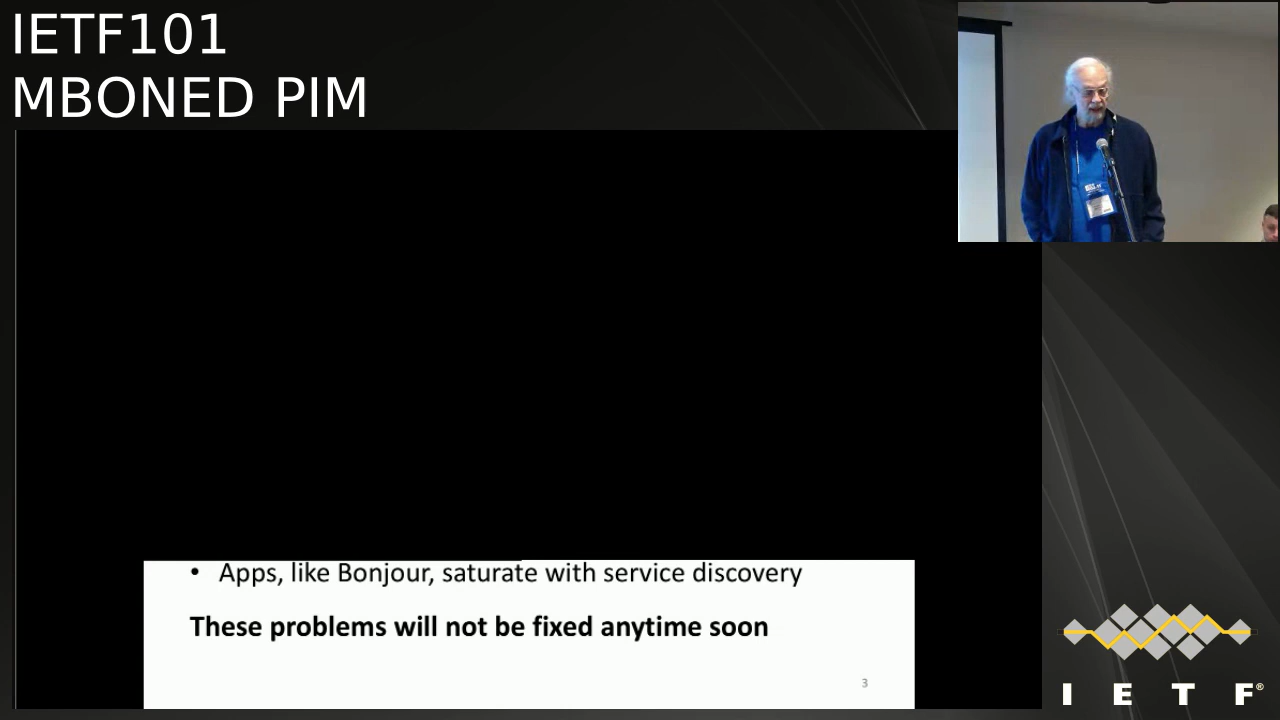 IETF101
MBONED PIM
• Apps, like Bonjour, saturate with service discovery
These problems will not be fixed anytime soon
3
I E T F®